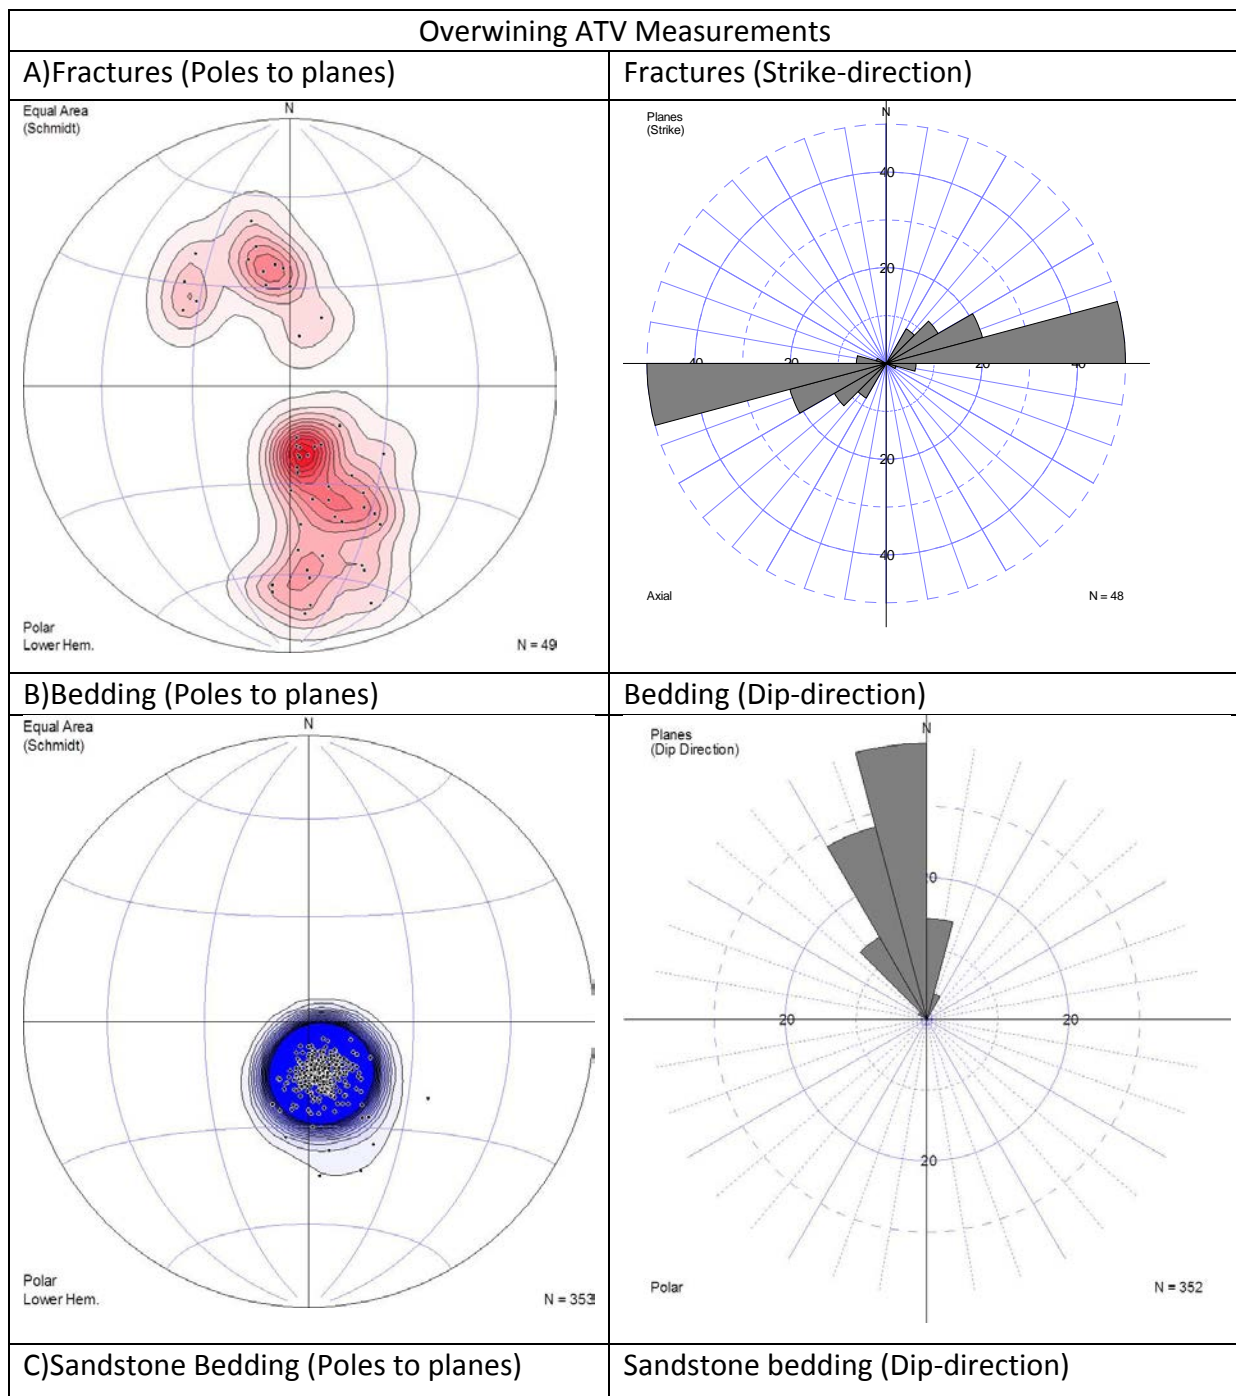 Overwining ATV Measurements
A)Fractures (Poles to planes)
Fractures (Strike-direction)
Equal Area
(Schmidt)
N
Polar
Lower Hem.
N = 49
Planes
(Strike)
N
40
20
40
20
20
40
20
40
Axial
N = 48
B)Bedding (Poles to planes)
Bedding (Dip-direction)
Equal Area
(Schmidt)
N
Polar
Lower Hem.
N = 353
Planes
(Dip Direction)
N
20
20
20
20
Polar
N = 352
C)Sandstone Bedding (Poles to planes)
Sandstone bedding (Dip-direction)